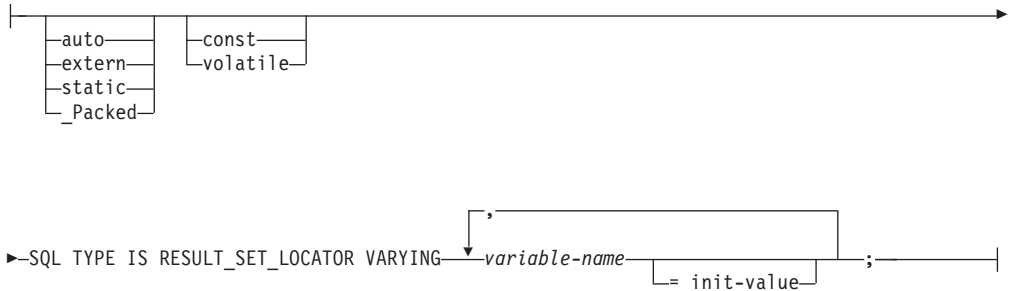 auto const
extern volatile
static
_Packed
,
SQL TYPE IS RESULT_SET_LOCATOR VARYING variable-name ;
= init-value